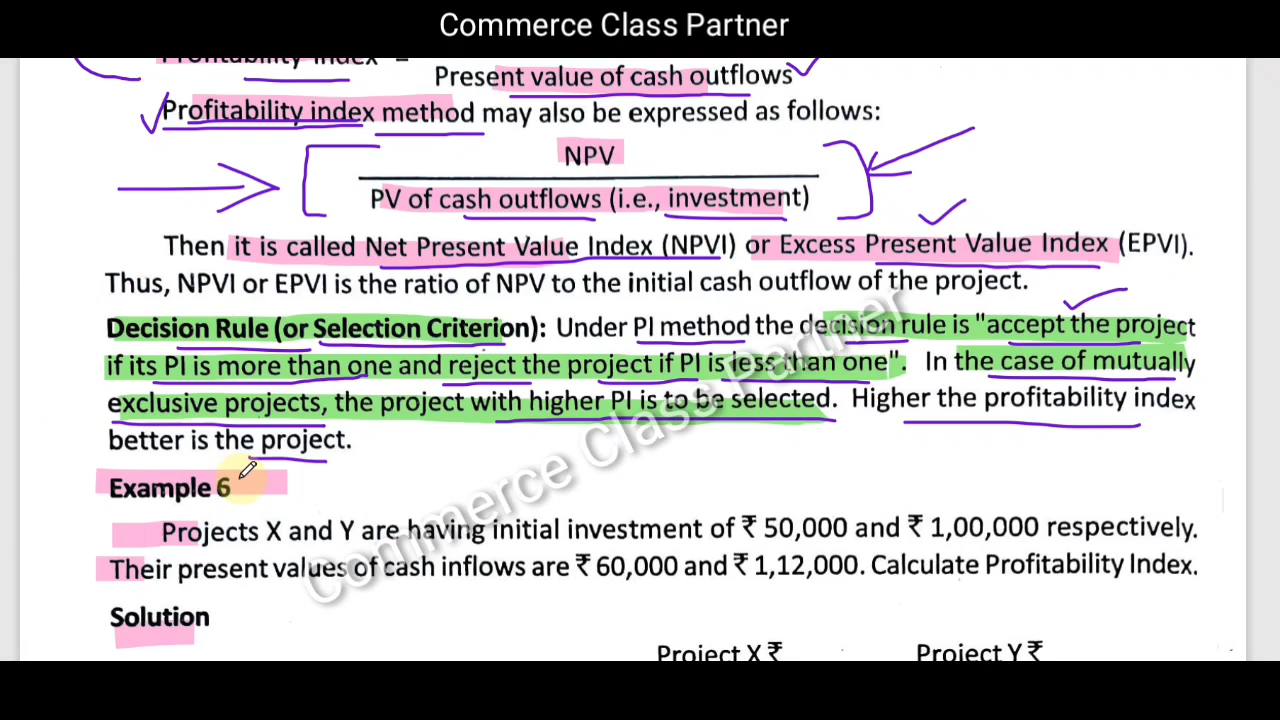 Commerce Class Partner
Profitability Index =
Present value of cash outflows
Profitability index method may also be expressed as follows:
NPV
PV of cash outflows (i.e., investment)
Then it is called Net Present Value Index (NPVI) or Excess Present Value Index (EPVI).
Thus, NPVI or EPVI is the ratio of NPV to the initial cash outflow of the project.
Decision Rule (or Selection Criterion): Under PI method the decision rule is "accept the project
if its PI is more than one and reject the project if PI is less than one". In the case of mutually
exclusive projects, the project with higher PI is to be selected. Higher the profitability index
better is the project.
Commerce Class Partner
Example 6
Projects X and Y are having initial investment of ₹ 50,000 and ₹ 1,00,000 respectively.
Their present values of cash inflows are ₹ 60,000 and ₹ 1,12,000. Calculate Profitability Index.
Solution
Project X ₹ Project Y ₹